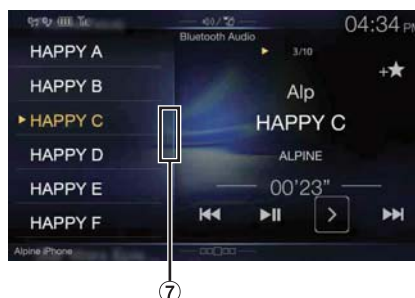 04:34 PM
Bluetooth Audio
3/10
HAPPY A
HAPPY B
HAPPY C
HAPPY D
HAPPY E
HAPPY F
Alp
HAPPY C
ALPINE
00'23"
Alpine iPhone
7